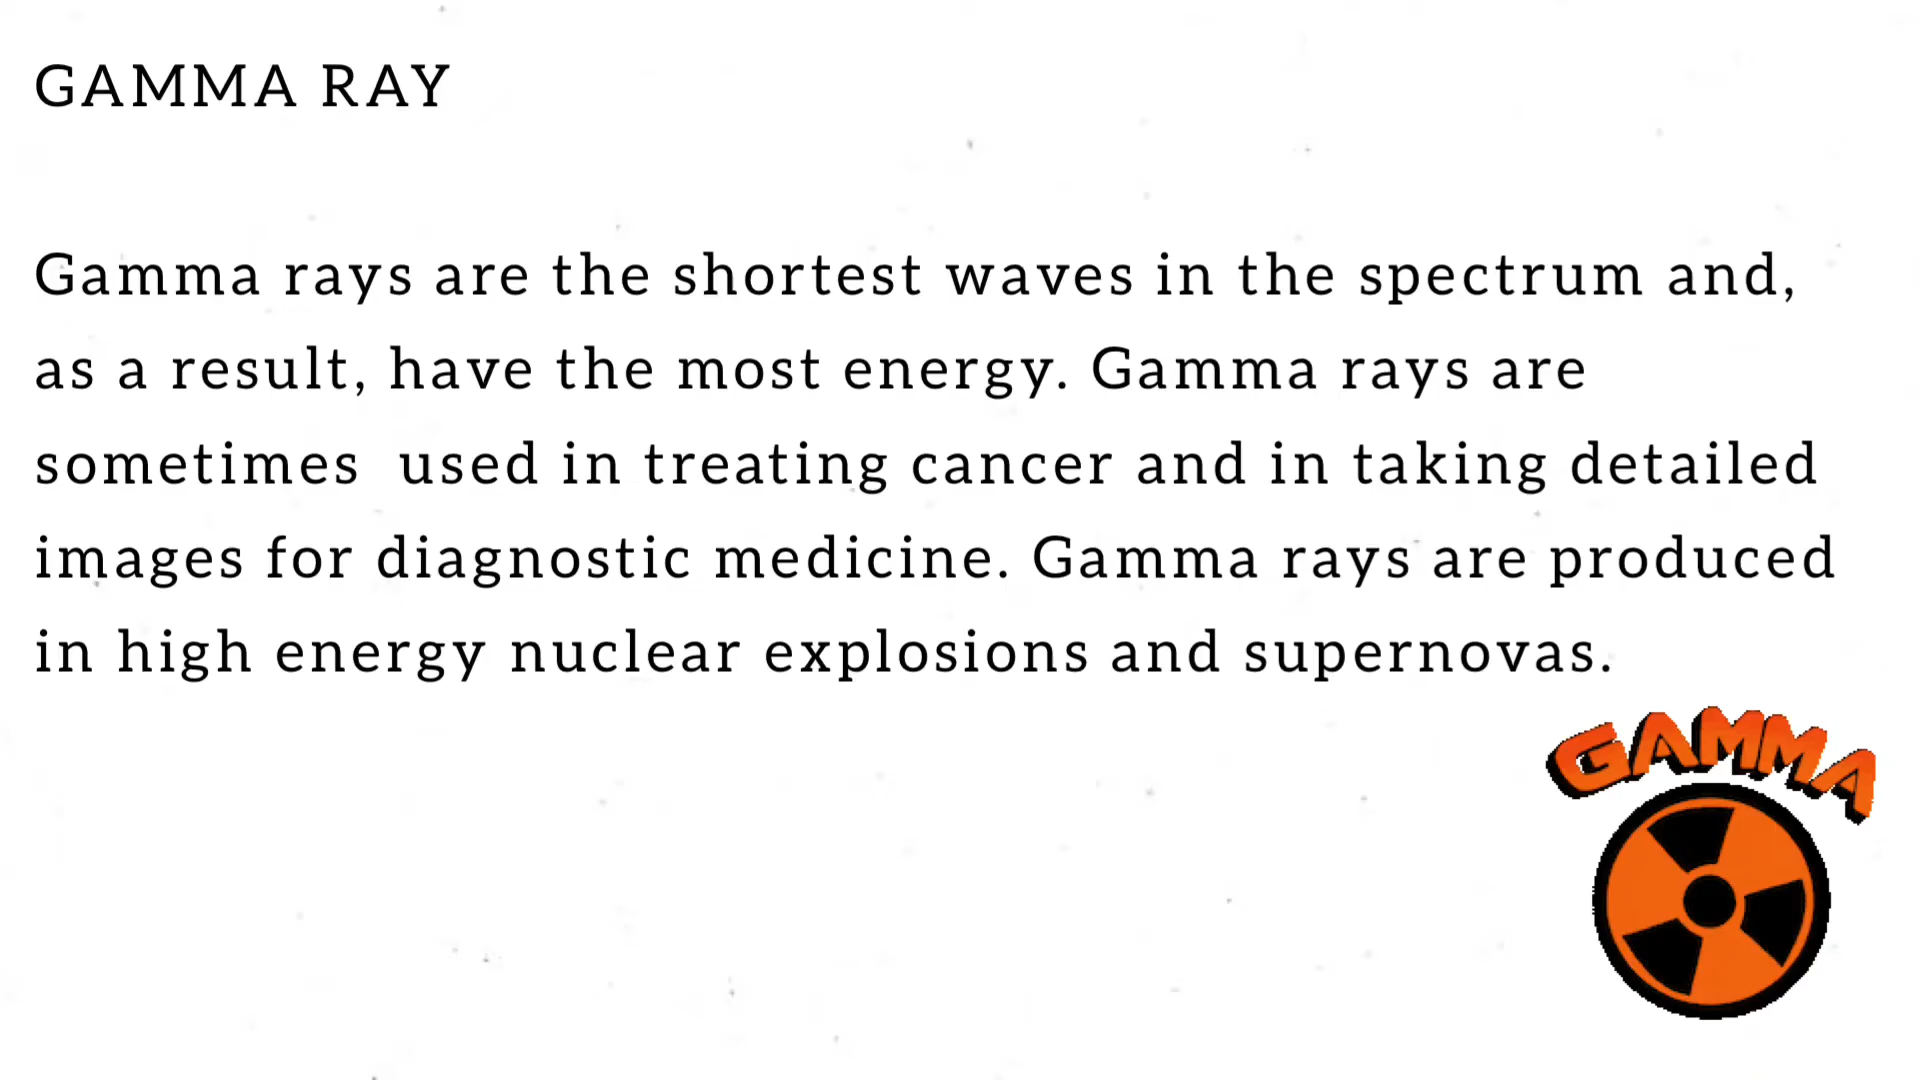 GAMMA RAY
Gamma rays are the shortest waves in the spectrum and,
as a result, have the most energy. Gamma rays are
sometimes  used in treating cancer and in taking detailed
images for diagnostic medicine. Gamma rays are produced
in high energy nuclear explosions and supernovas.
GAMMA